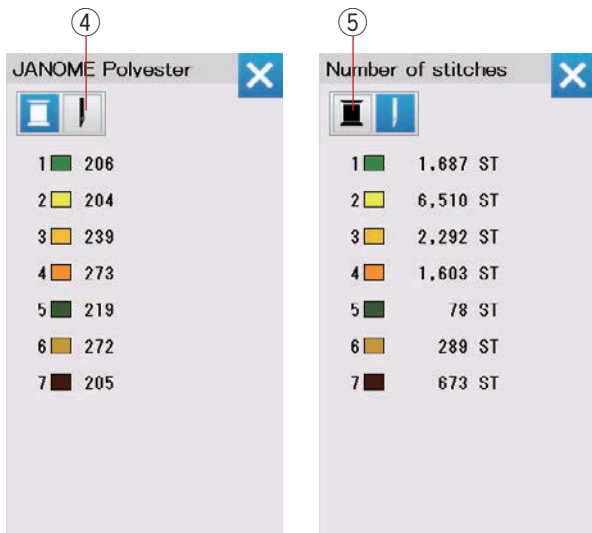 ④
JANOME Polyester
1 206
2 204
3 239
4 273
5 219
6 272
7 205
⑤
Number of stitches
1 1,687 ST
2 6,510 ST
3 2,292 ST
4 1,603 ST
5 78 ST
6 289 ST
7 673 ST